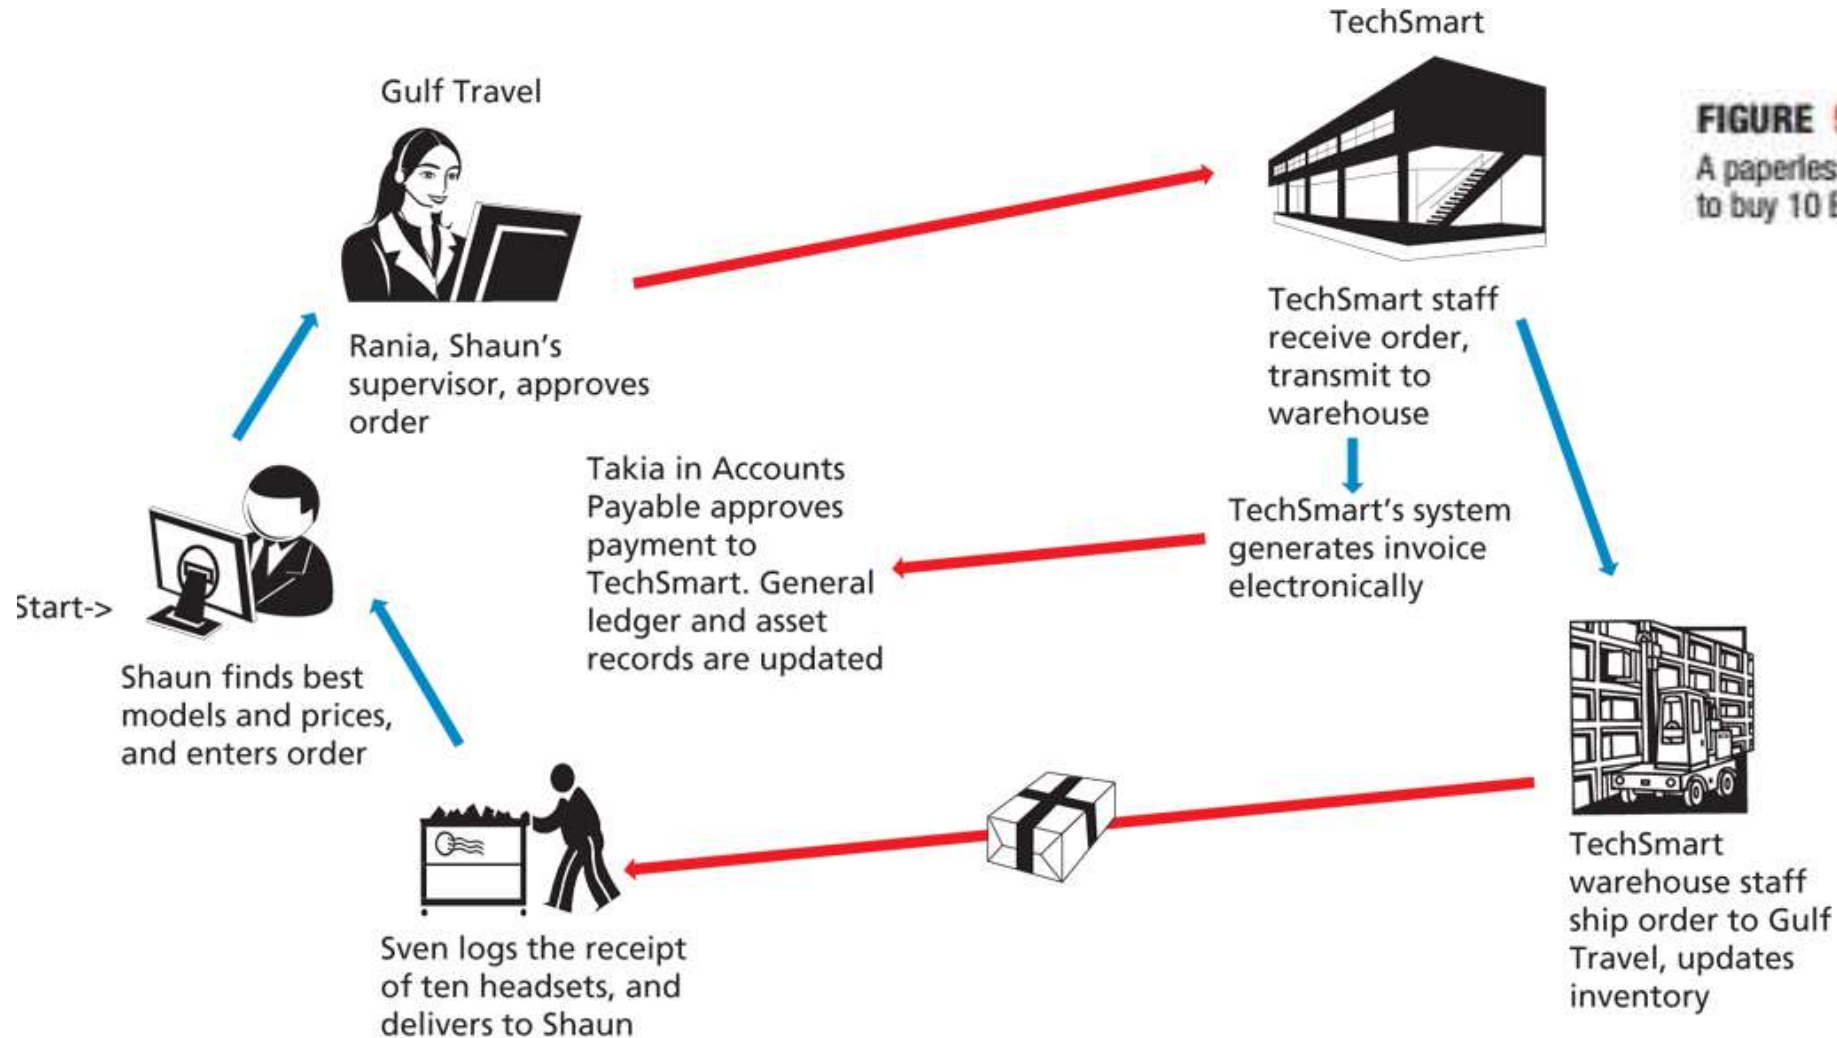 TechSmart
Gulf Travel
FIGURE
A
to buy 10
TechSmart staff
receive order,
transmit to
warehouse
Rania, Shaun's
supervisor, approves
order
Takia in Accounts
Payable approves
payment to
TechSmart. General
ledger and asset
records are updated
TechSmart's system
generates invoice
electronically
Start->
Shaun finds best
models and prices,
and enters order
TechSmart
warehouse staff
ship order to Gulf
Travel, updates
inventory
Sven logs the receipt
of ten headsets, and
delivers to Shaun